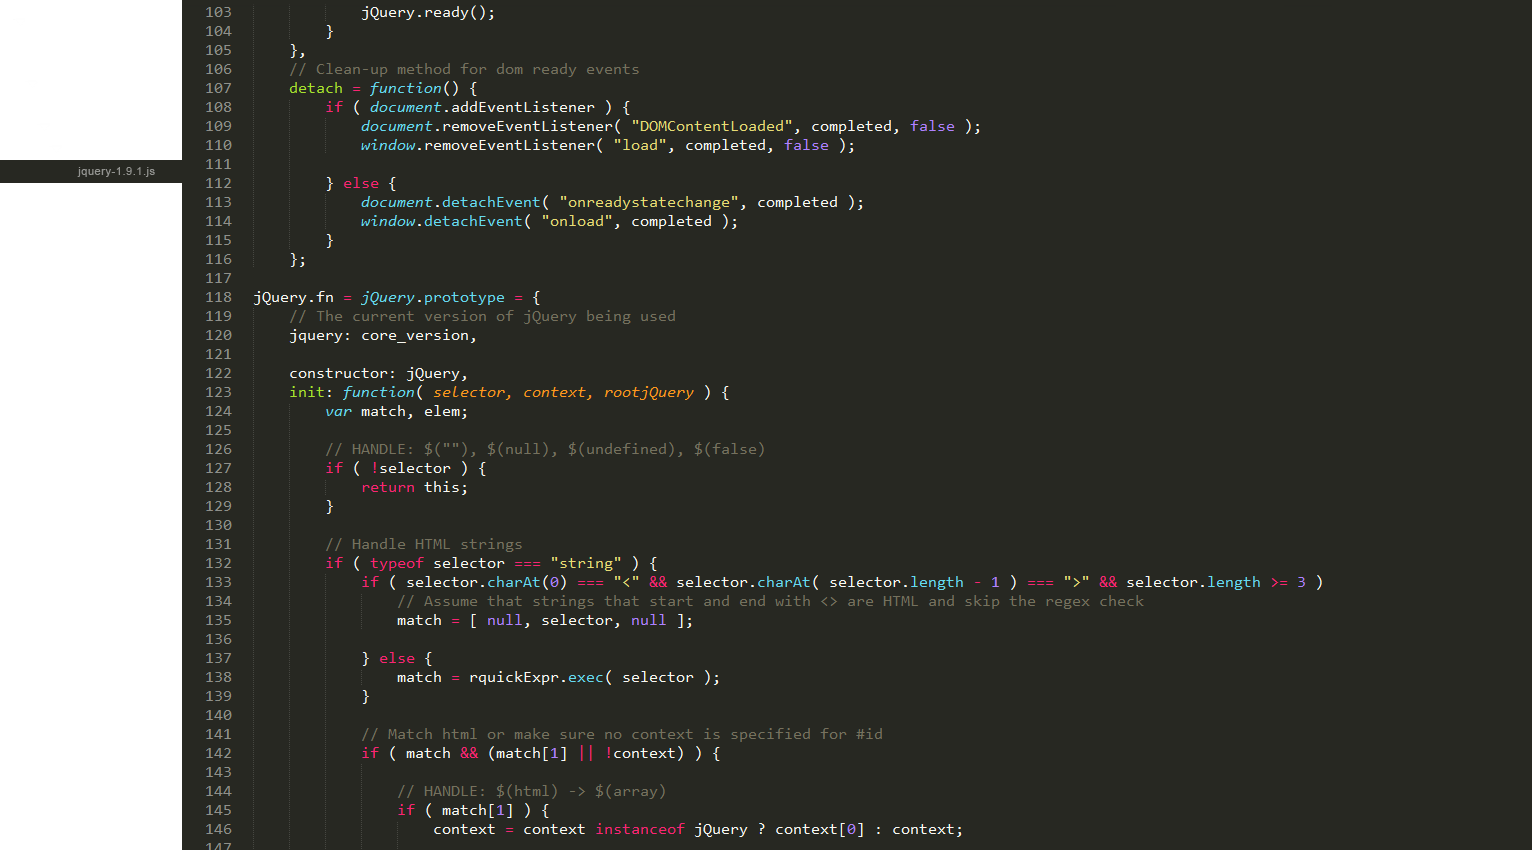 103 jQuery.ready();
104 }
105 },
106 // Clean-up method for dom ready events
107 detach = function() {
108 if ( document.addEventListener ) {
109 document.removeEventListener( "DOMContentLoaded", completed, false );
110 window.removeEventListener( "load", completed, false );
111
jquery-1.9.1.js
112 } else {
113 document.detachEvent( "onreadystatechange", completed );
114 window.detachEvent( "onload", completed );
115 }
116 };
117
118 jQuery.fn = jQuery.prototype = {
119 // The current version of jQuery being used
120 jquery: core_version,
121
122 constructor: jQuery,
123 init: function( selector, context, rootjQuery ) {
124 var match, elem;
125
126 // HANDLE: $(""), $(null), $(undefined), $(false)
127 if ( !selector ) {
128 return this;
129 }
130
131 // Handle HTML strings
132 if ( typeof selector === "string" ) {
133 if ( selector.charAt(0) === "<" && selector.charAt( selector.length - 1 ) === ">" && selector.length >= 3 )
134 // Assume that strings that start and end with <> are HTML and skip the regex check
135 match = [ null, selector, null ];
136
137 } else {
138 match = rquickExpr.exec( selector );
139 }
140
141 // Match html or make sure no context is specified for #id
142 if ( match && (match[1] || !context) ) {
143
144 // HANDLE: $(html) -> $(array)
145 if ( match[1] ) {
146 context = context instanceof jQuery ? context[0] : context;
147